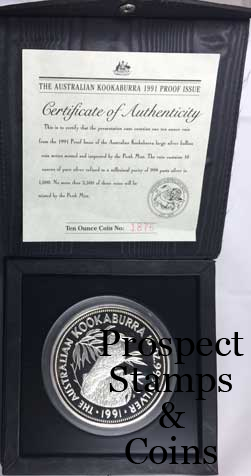 THE AUSTRALIAN KOOKABURRA 1991 PROOF ISSUE
Certificate of Authenticity
This is to certify that the presentation case contains one ten ounce coin
from the 1991 Proof Issue of the Australian Kookaburra large silver bullion
coin series minted and imported by the Perth Mint. The coin contains 10
ounces of pure silver refined to a millesimal purity of 999 parts silver in
1,000. No more than of these coins will be
minted by the Perth Mint.
Ten Ounce Coin No:
THE AUSTRALIAN KOOKABURRA SILVER
· 1991 ·
Prospect
Stamps
&
Coins